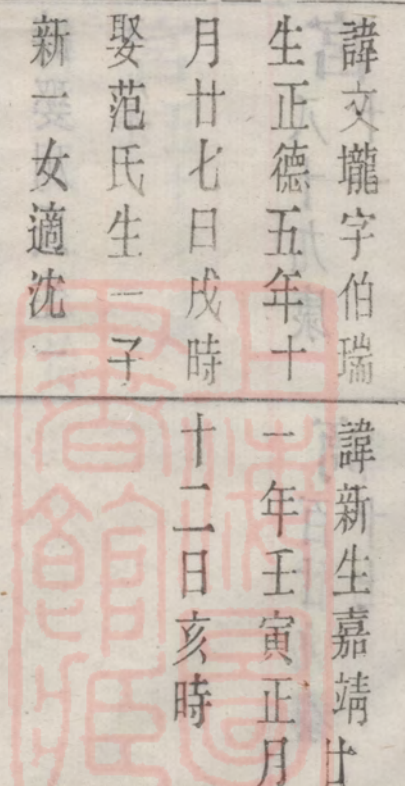 諱文壠字伯瑞
生正德五年十
月廿七日戌時
娶范氏生一子
新一女適沈
諱新生嘉靖廿
一年壬寅正月
十二日亥時